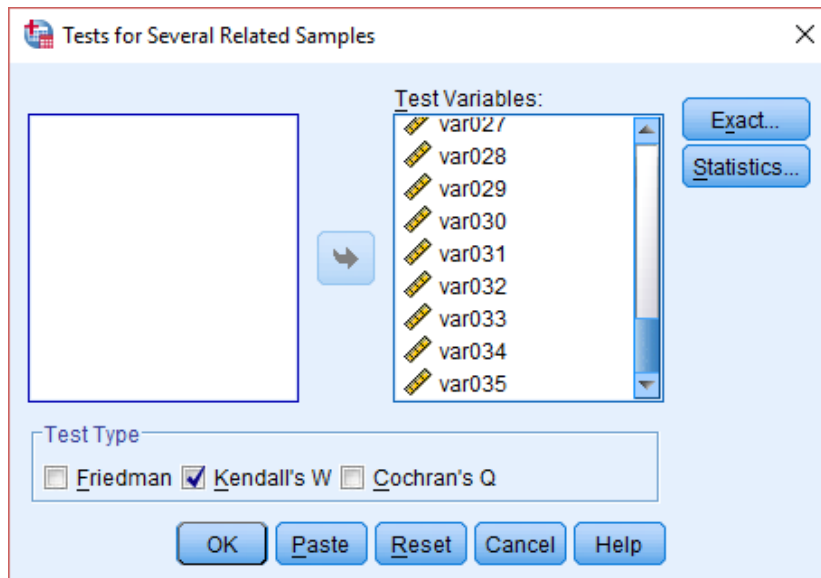 Tests for Several Related Samples
Test Variables:
var027
var028
var029
var030
var031
var032
var033
var034
var035
Exact...
Statistics...
Test Type
Friedman
Kendall's W
Cochran's Q
OK
Paste
Reset
Cancel
Help